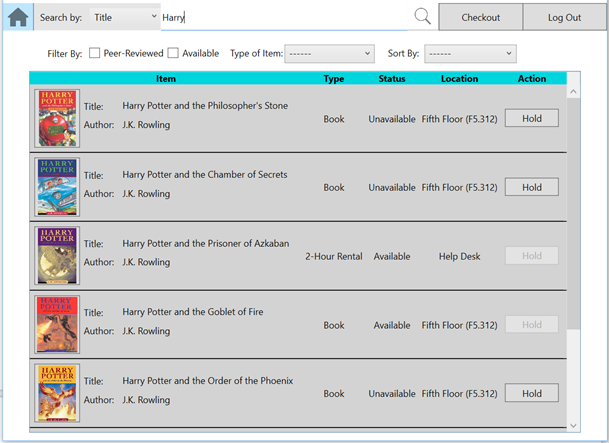 Search by: Title Harry Checkout Log Out
Filter By: Peer-Reviewed Available Type of Item: ------ Sort By: ------
Item Type Status Location Action
HARRY POTTER
Title: Harry Potter and the Philosopher's Stone
Author: J.K. Rowling
Book Unavailable Fifth Floor (F5.312) Hold
HARRY POTTER
Title: Harry Potter and the Chamber of Secrets
Author: J.K. Rowling
Book Unavailable Fifth Floor (F5.312) Hold
HARRY POTTER
Title: Harry Potter and the Prisoner of Azkaban
Author: J.K. Rowling
2-Hour Rental Available Help Desk Hold
HARRY POTTER
Title: Harry Potter and the Goblet of Fire
Author: J.K. Rowling
Book Available Fifth Floor (F5.312) Hold
HARRY POTTER
Title: Harry Potter and the Order of the Phoenix
Author: J.K. Rowling
Book Unavailable Fifth Floor (F5.312) Hold